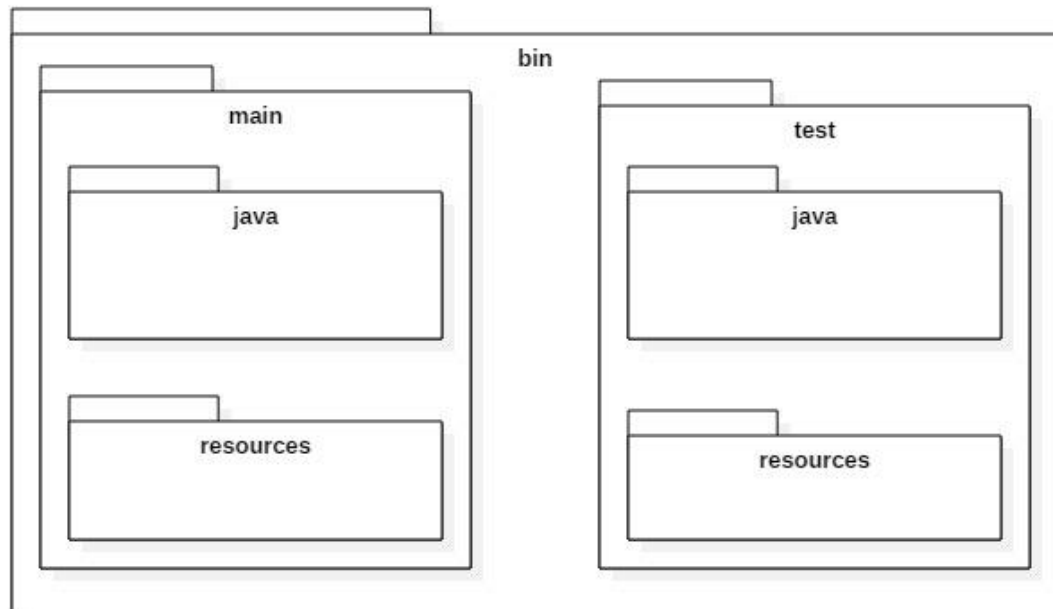 bin
main
java
resources
test
java
resources